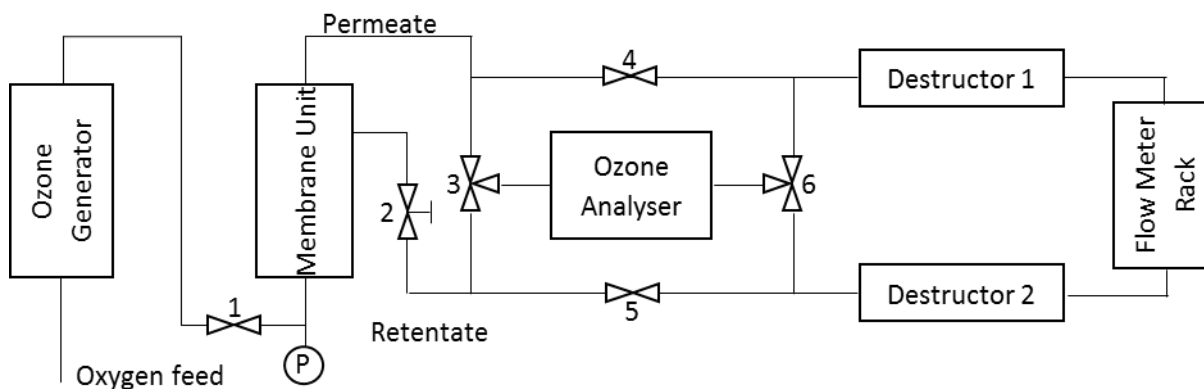 Permeate
Ozone
Generator
Membrane Unit
4
Destructor 1
3
Ozone
Analyser
6
2
Flow Meter
Rack
1
5
Destructor 2
Retentate
P
Oxygen feed